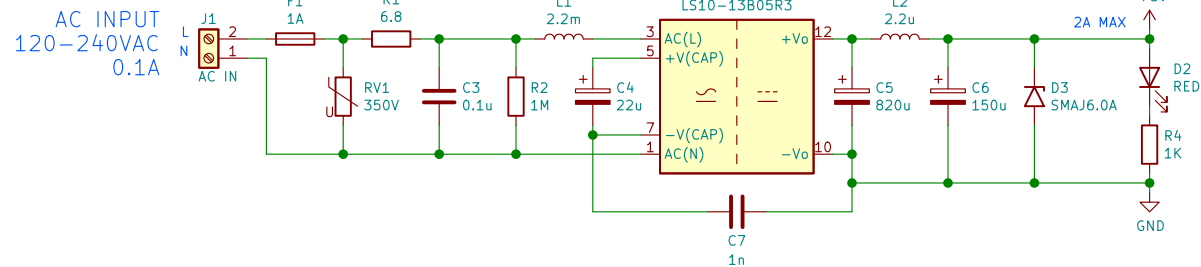 AC INPUT
120-240VAC
0.1A
L
N
J1
2
1
AC IN
F1
1A
R1
6.8
RV1
350V
U
C3
0.1u
R2
1M
L1
2.2m
C4
22u
+
LS10-13B05R3
3
AC(L)
5
+V(CAP)
7
-V(CAP)
1
AC(N)
12
+Vo
10
-Vo
C7
1n
L2
2.2u
+
C5
820u
+
C6
150u
D3
SMAJ6.0A
2A MAX
D2
RED
R4
1K
GND